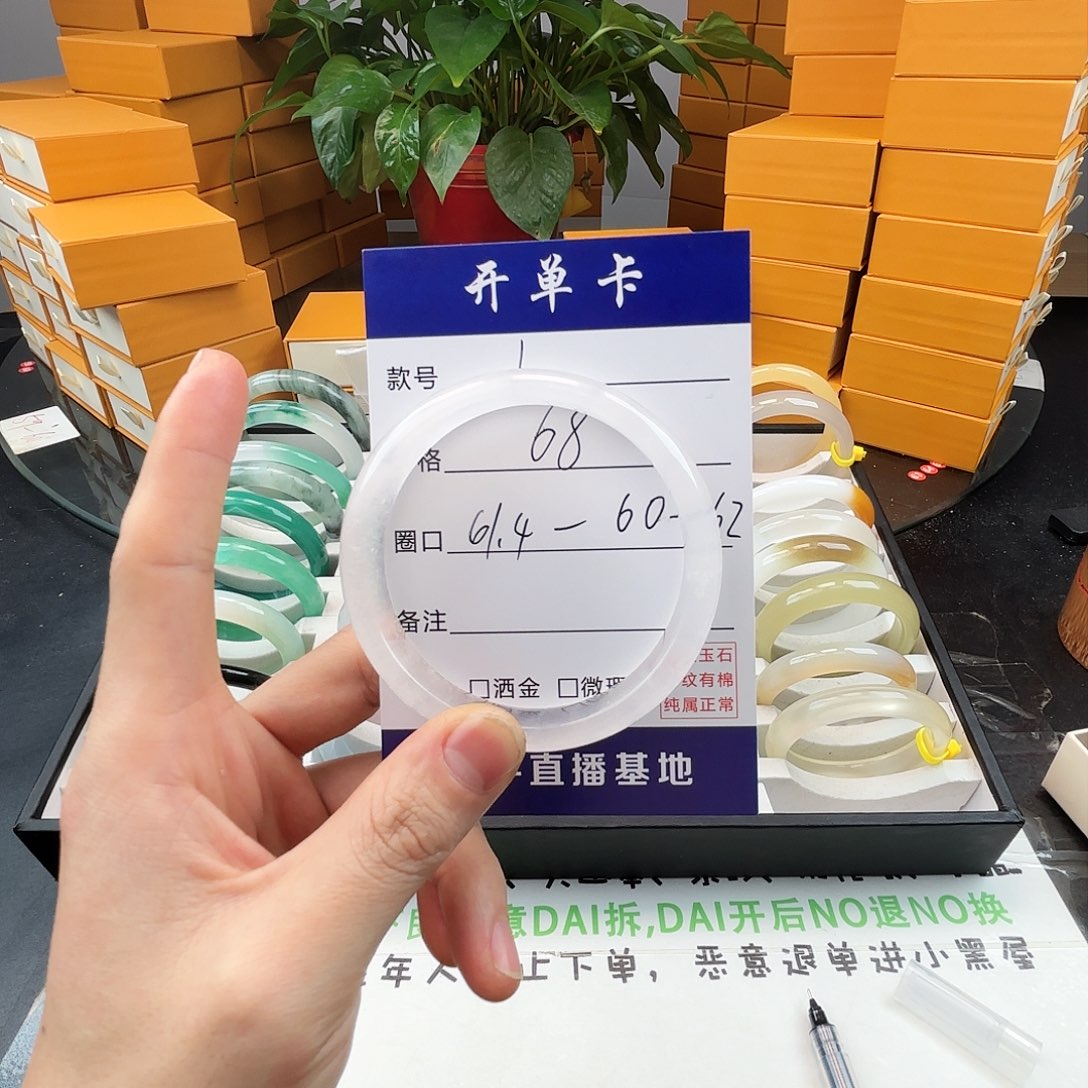 开单卡
款号 1
格 68
圈口 61.4 - 60-62
备注
□洒金 □微
玉石
纹有棉
纯属正常
直播基地
意DAI拆,DAI开后NO退NO换
年人 上下单，恶意退单进小黑屋